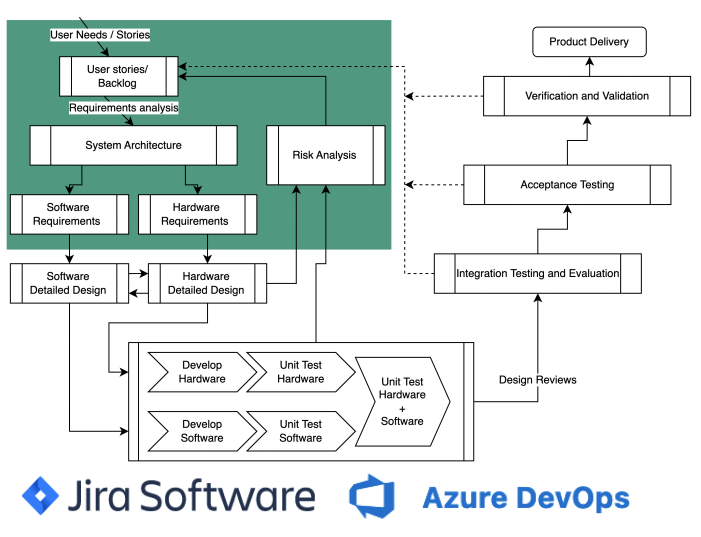 User Needs / Stories
Product Delivery
User stories/
Backlog
Verification and Validation
Requirements analysis
System Architecture
Risk Analysis
Acceptance Testing
Software
Requirements
Hardware
Requirements
Software
Detailed Design
Hardware
Detailed Design
Integration Testing and Evaluation
Develop
Hardware
Unit Test
Hardware
Unit Test
Hardware
+
Software
Design Reviews
Develop
Software
Unit Test
Software
Jira Software
Azure DevOps